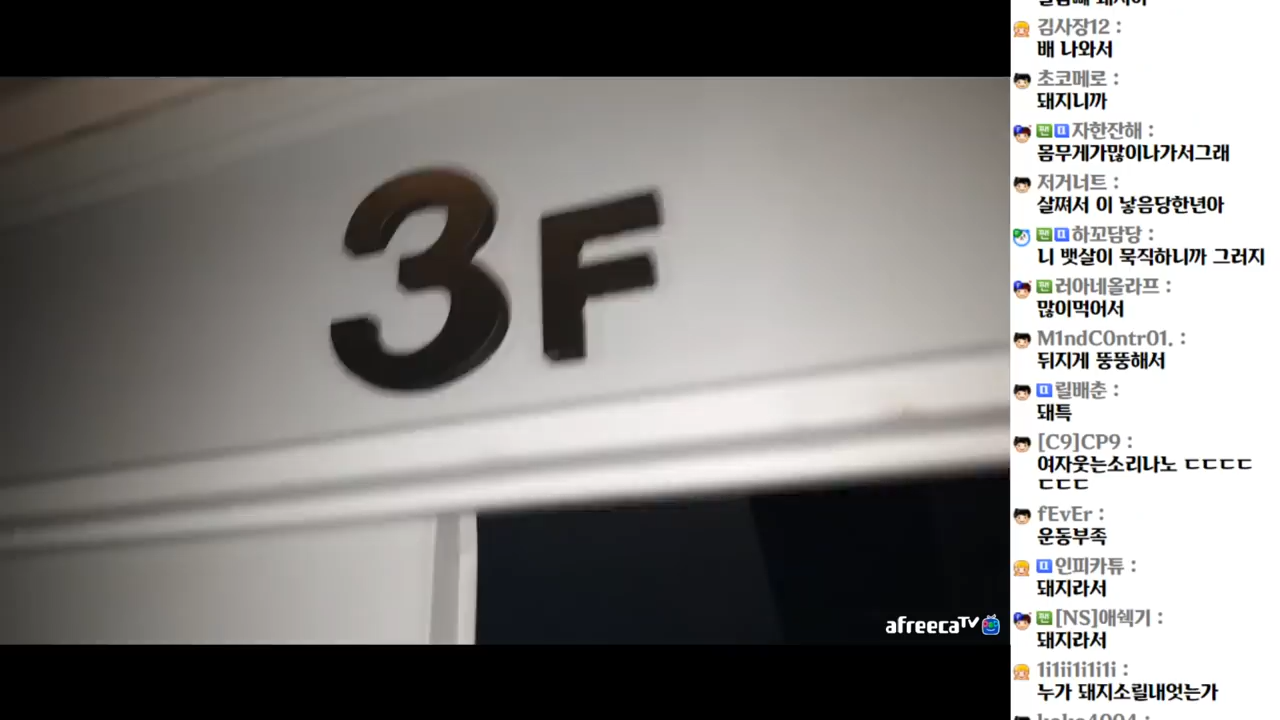 3F
afreecaTV
김사장12 :
배 나와서
초코메로 :
돼지니까
팬 자한잔해 :
몸무게가많이나가서그래
저거너트 :
살쪄서 이 낳음당한년아
팬 하꼬담당 :
니 뱃살이 묵직하니까 그러지
팬 러아네올라프 :
많이먹어서
M1ndC0ntr01. :
뒤지게 뚱뚱해서
릴배춘 :
돼특
[C9]CP9 :
여자웃는소리나노 ㄷㄷㄷㄷ
ㄷㄷㄷ
fEvEr :
운동부족
인피카튜 :
돼지라서
팬 [NS]애쉑기 :
돼지라서
1i1ii1i1i1i :
누가 돼지소릴내엇는가